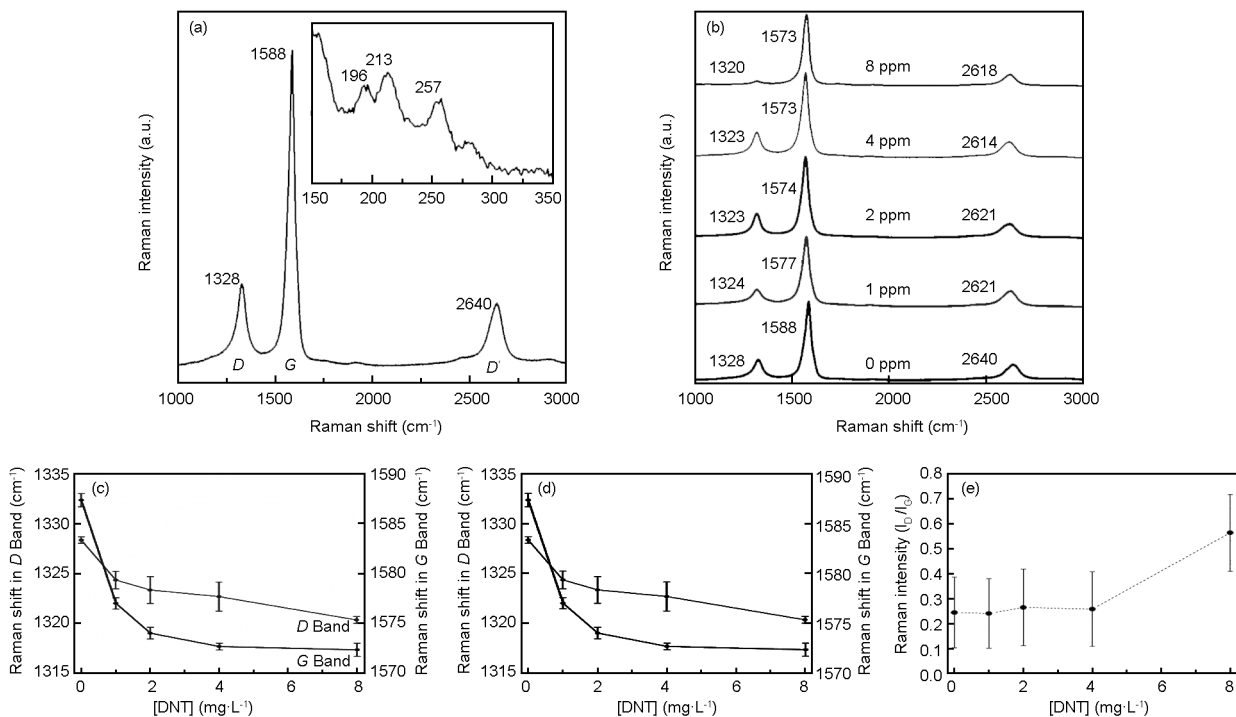 (a)
1588
196
213
257
150
200
250
300
350
1328
2640
D
G
D'
1000
1500
2000
2500
3000
Raman shift (cm-1)
Raman intensity (a.u.)
(b)
1573
1320
8 ppm
2618
1573
1323
4 ppm
2614
1574
1323
2 ppm
2621
1577
1324
1 ppm
2621
1588
1328
0 ppm
2640
1000
1500
2000
2500
3000
Raman shift (cm-1)
Raman intensity (a.u.)
(c)
1335
1330
1325
1320
1315
Raman shift in D Band (cm-1)
1590
1585
1580
1575
1570
Raman shift in G Band (cm-1)
D Band
G Band
0
2
4
6
8
[DNT] (mg·L-1)
(d)
1335
1330
1325
1320
1315
Raman shift in D Band (cm-1)
1590
1585
1580
1575
1570
Raman shift in G Band (cm-1)
0
2
4
6
8
[DNT] (mg·L-1)
(e)
0.8
0.7
0.6
0.5
0.4
0.3
0.2
0.1
0.0
Raman intensity (ID/IG)
0
2
4
6
8
[DNT] (mg·L-1)